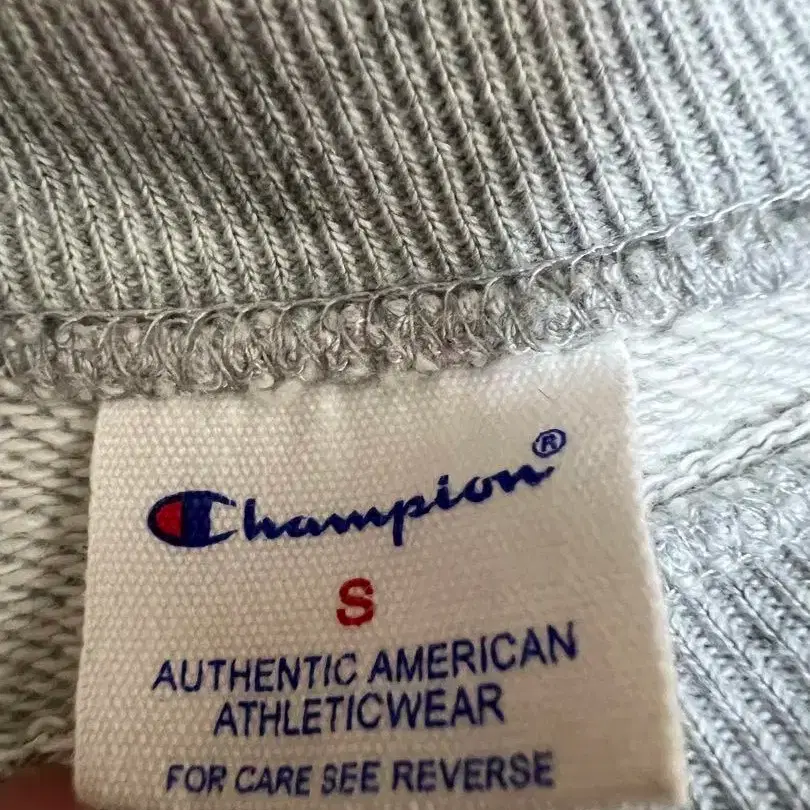 Champion®
S
AUTHENTIC AMERICAN
ATHLETICWEAR
FOR CARE SEE REVERSE